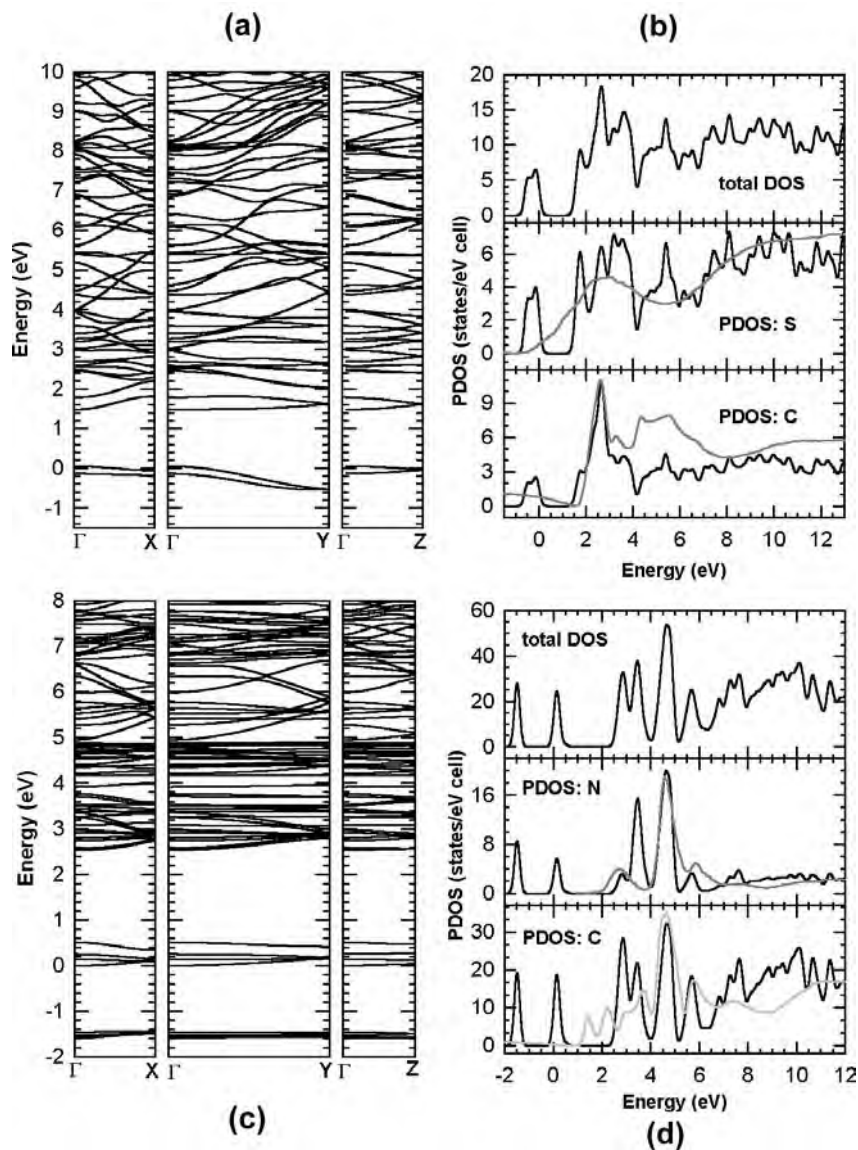 (a)
(b)
10
9
8
7
6
5
4
3
2
1
0
-1
Energy (eV)
Γ X Γ Y Γ Z
20
15
10
5
0
total DOS
6
4
2
0
PDOS: S
9
6
3
0
PDOS: C
PDOS (states/eV cell)
0 2 4 6 8 10 12
Energy (eV)
8
7
6
5
4
3
2
1
0
-1
-2
Energy (eV)
Γ X Γ Y Γ Z
60
40
20
0
total DOS
16
8
0
PDOS: N
30
20
10
0
PDOS: C
PDOS (states/eV cell)
-2 0 2 4 6 8 10 12
Energy (eV)
(c)
(d)